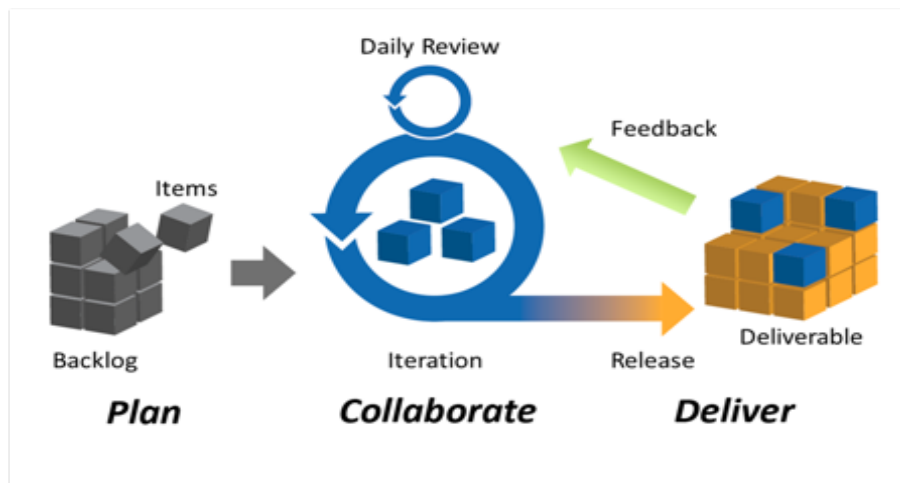 Daily Review
Feedback
Items
Deliverable
Backlog
Iteration
Release
Plan
Collaborate
Deliver